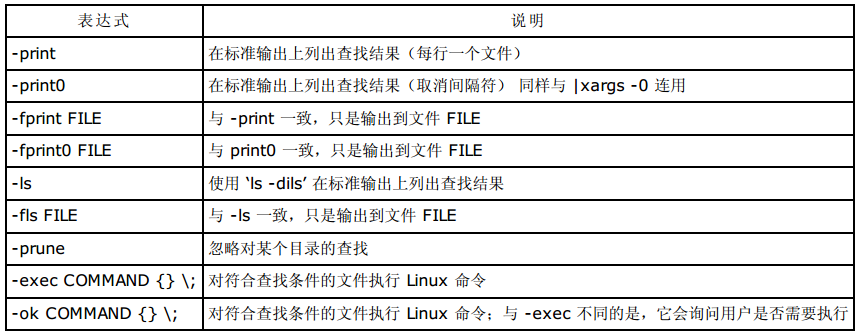 表达式 说明
-print 在标准输出上列出查找结果（每行一个文件）
-print0 在标准输出上列出查找结果（取消间隔符） 同样与 |xargs -0 连用
-fprint FILE 与 -print 一致，只是输出到文件 FILE
-fprint0 FILE 与 print0 一致，只是输出到文件 FILE
-ls 使用 ‘ls -dils’ 在标准输出上列出查找结果
-fls FILE 与 -ls 一致，只是输出到文件 FILE
-prune 忽略对某个目录的查找
-exec COMMAND {} \; 对符合查找条件的文件执行 Linux 命令
-ok COMMAND {} \; 对符合查找条件的文件执行 Linux 命令；与 -exec 不同的是，它会询问用户是否需要执行